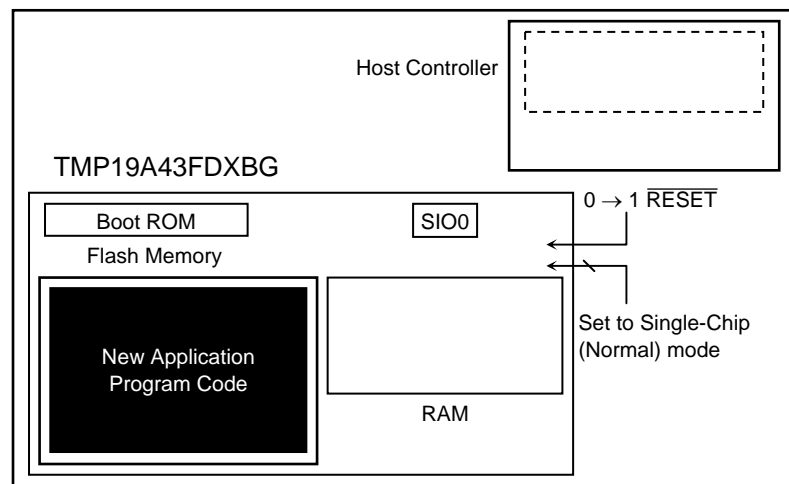 Host Controller
TMP19A43FDXBG
0 → 1 RESET
Boot ROM
SIO0
Flash Memory
New Application
Program Code
Set to Single-Chip
(Normal) mode
RAM